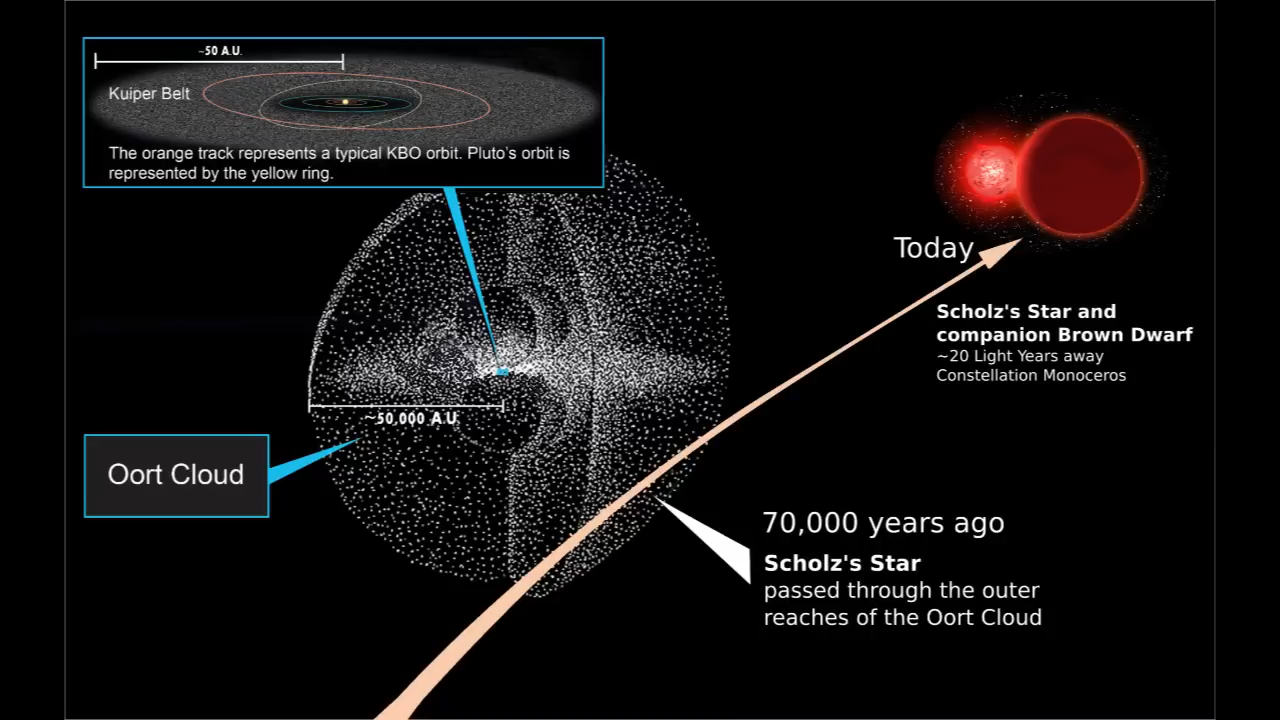 ~50 A.U.
Kuiper Belt
The orange track represents a typical KBO orbit. Pluto's orbit is
represented by the yellow ring.
Today
Scholz's Star and
companion Brown Dwarf
~20 Light Years away
Constellation Monoceros
~50,000 A.U.
Oort Cloud
70,000 years ago
Scholz's Star
passed through the outer
reaches of the Oort Cloud